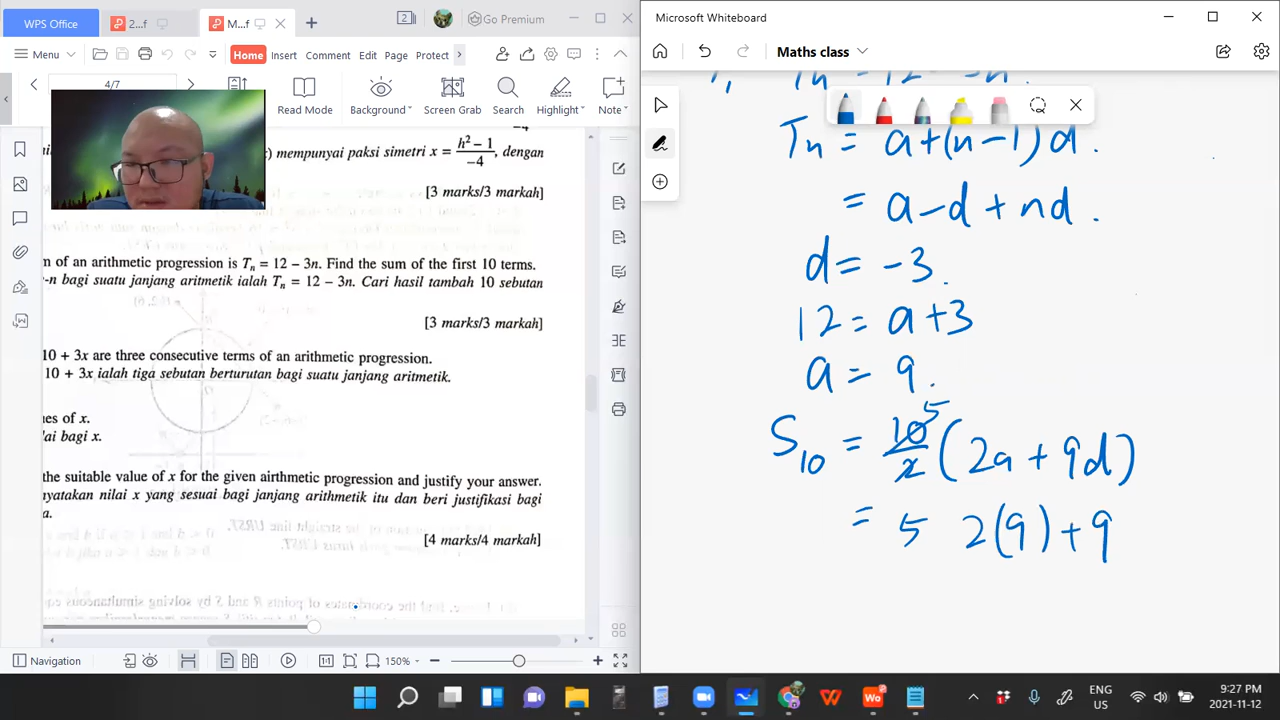 WPS Office
2...f
M...f
2
Go Premium
Menu
Home
Insert
Comment
Edit
Page
Protect
4/7
Read Mode
Background
Screen Grab
Search
Highlight
Note
) mempunyai paksi simetri x = h² − 1 / −4, dengan
[3 marks/3 markah]
m of an arithmetic progression is Tn = 12 − 3n. Find the sum of the first 10 terms.
-n bagi suatu janjang aritmetik ialah Tn = 12 − 3n. Cari hasil tambah 10 sebutan
[3 marks/3 markah]
10 + 3x are three consecutive terms of an arithmetic progression.
10 + 3x ialah tiga sebutan berturutan bagi suatu janjang aritmetik.
es of x.
ai bagi x.
the suitable value of x for the given airthmetic progression and justify your answer.
yatakan nilai x yang sesuai bagi janjang arithmetik itu dan beri justifikasi bagi
a.
[4 marks/4 markah]
Navigation
150%
Microsoft Whiteboard
Maths class
Tn = a+(n−1)d.
= a−d+nd.
d = −3.
12 = a+3
a = 9.
S10 = 10/2 5 (2a + 9d)
= 5 2(9)+9
ENG
US
9:27 PM
2021-11-12